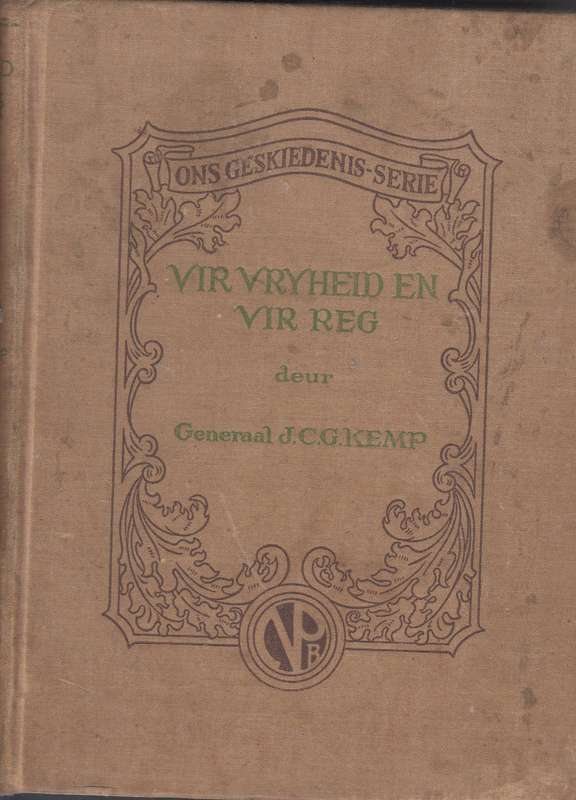 ONS GESKIEDENIS-SERIE
VIR VRYHEID EN
VIR REG
deur
Generaal J.C.G. KEMP
NPB